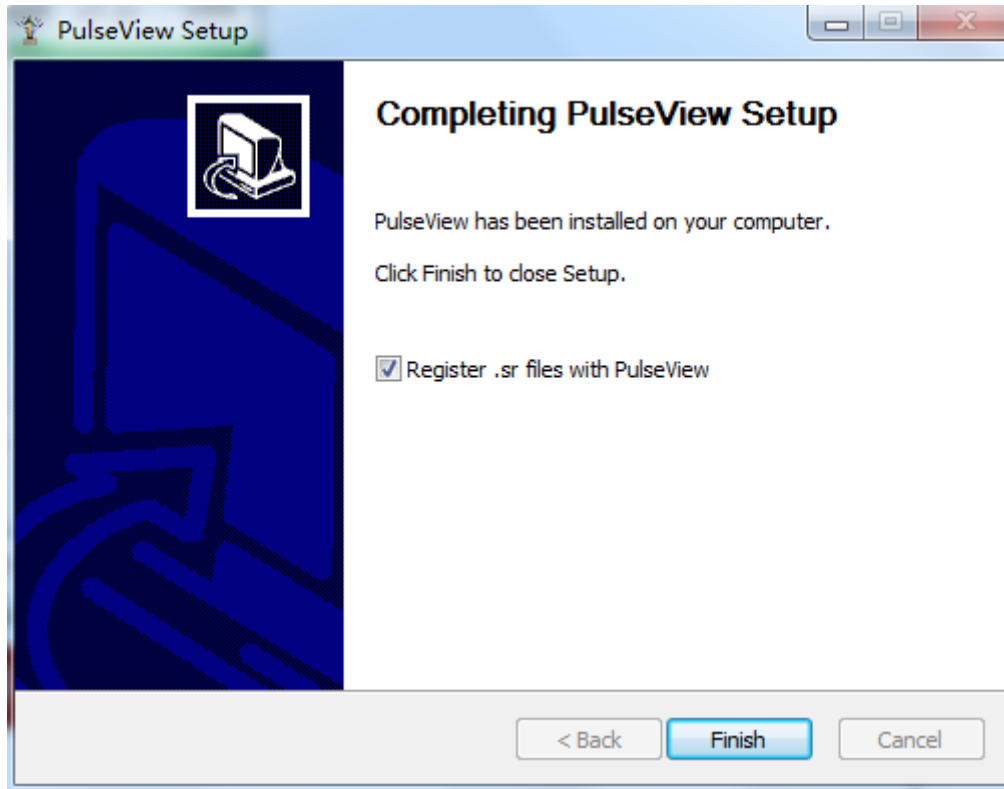 PulseView Setup
Completing PulseView Setup
PulseView has been installed on your computer.
Click Finish to close Setup.
Register .sr files with PulseView
< Back
Finish
Cancel